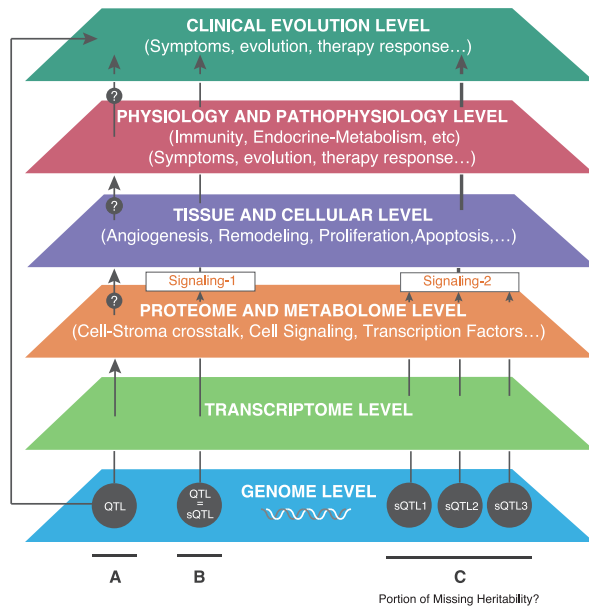 CLINICAL EVOLUTION LEVEL
(Symptoms, evolution, therapy response...)
?
PHYSIOLOGY AND PATHOPHYSIOLOGY LEVEL
(Immunity, Endocrine-Metabolism, etc)
(Symptoms, evolution, therapy response...)
?
TISSUE AND CELLULAR LEVEL
(Angiogenesis, Remodeling, Proliferation,Apoptosis,...)
Signaling-1
Signaling-2
?
PROTEOME AND METABOLOME LEVEL
(Cell-Stroma crosstalk, Cell Signaling, Transcription Factors...)
TRANSCRIPTOME LEVEL
GENOME LEVEL
QTL
QTL
=
sQTL
sQTL1
sQTL2
sQTL3
A
B
C
Portion of Missing Heritability?